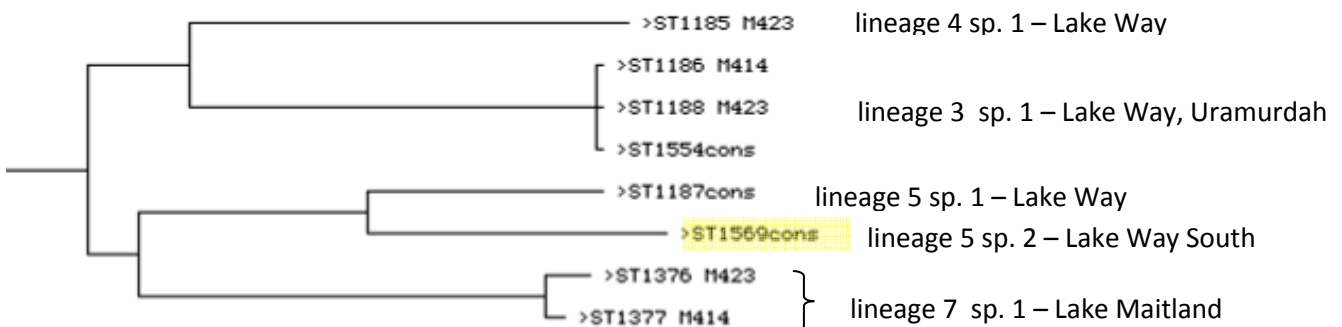 >ST1185 M423 lineage 4 sp. 1 – Lake Way
>ST1186 M414
>ST1188 M423 lineage 3 sp. 1 – Lake Way, Uramurdah
>ST1554cons
>ST1187cons lineage 5 sp. 1 – Lake Way
>ST1569cons lineage 5 sp. 2 – Lake Way South
>ST1376 M423
>ST1377 M414 lineage 7 sp. 1 – Lake Maitland